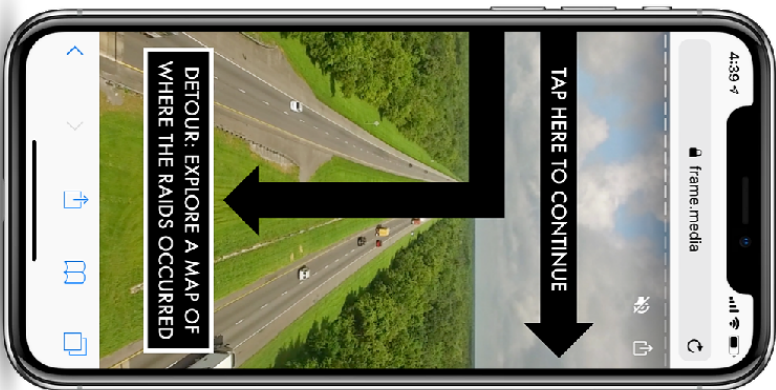 4:39
frame.media
TAP HERE TO CONTINUE
DETOUR: EXPLORE A MAP OF
WHERE THE RAIDS OCCURRED